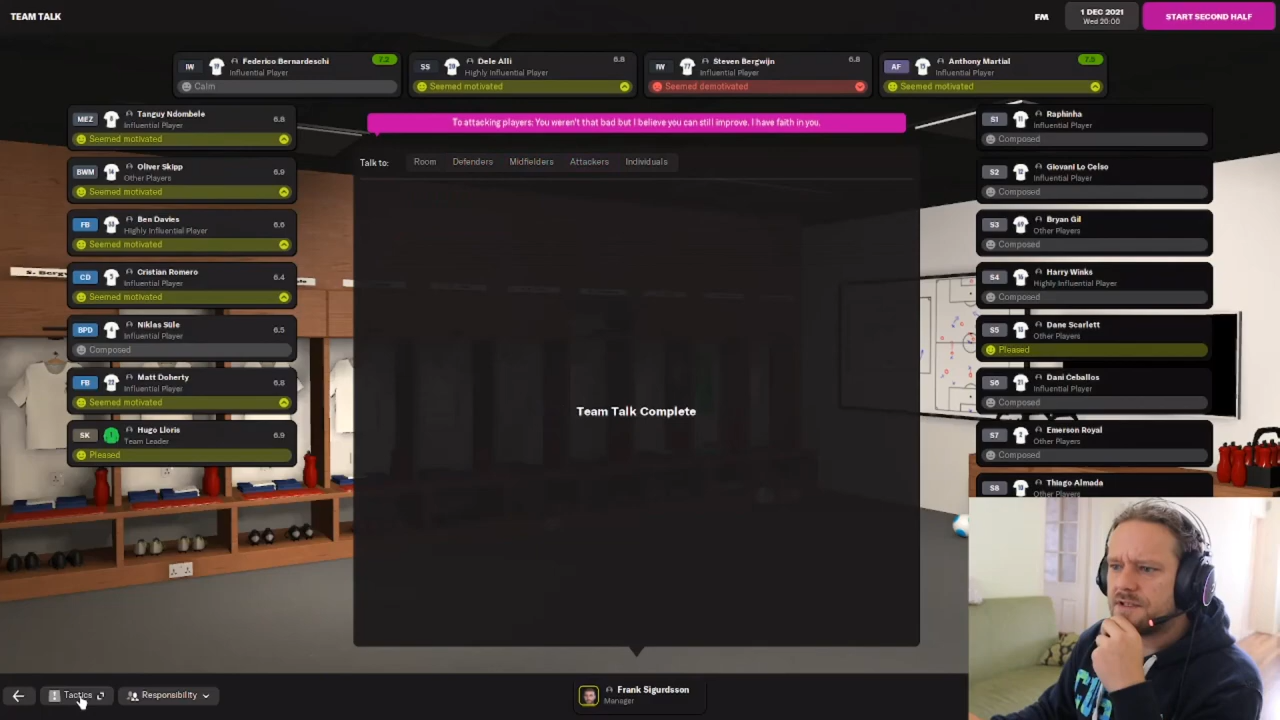 TEAM TALK
FM
1 DEC 2021
Wed 20:00
START SECOND HALF
IW Federico Bernardeschi 7.2
Influential Player
Calm
SS Dele Alli 6.8
Highly Influential Player
Seemed motivated
IW Steven Bergwijn 6.8
Influential Player
Seemed demotivated
AF Anthony Martial
Influential Player
Seemed motivated
MEZ Tanguy Ndombele 6.8
Influential Player
Seemed motivated
BWM Oliver Skipp 6.9
Other Players
Seemed motivated
FB Ben Davies 6.6
Highly Influential Player
Seemed motivated
CD Cristian Romero 6.4
Influential Player
Seemed motivated
BPD Niklas Süle 6.5
Influential Player
Composed
FB Matt Doherty 6.8
Influential Player
Seemed motivated
SK Hugo Lloris 6.9
Team Leader
Pleased
To attacking players: You weren't that bad but I believe you can still improve. I have faith in you.
Talk to: Room Defenders Midfielders Attackers Individuals
Team Talk Complete
S1 Raphinha
Influential Player
Composed
S2 Giovani Lo Celso
Influential Player
Composed
S3 Bryan Gil
Other Players
Composed
S4 Harry Winks
Highly Influential Player
Composed
S5 Dane Scarlett
Other Players
Pleased
S6 Dani Ceballos
Influential Player
Composed
S7 Emerson Royal
Other Players
Composed
S8 Thiago Almada
Other Players
S. Berg
Tactics
Responsibility
Frank Sigurdsson
Manager